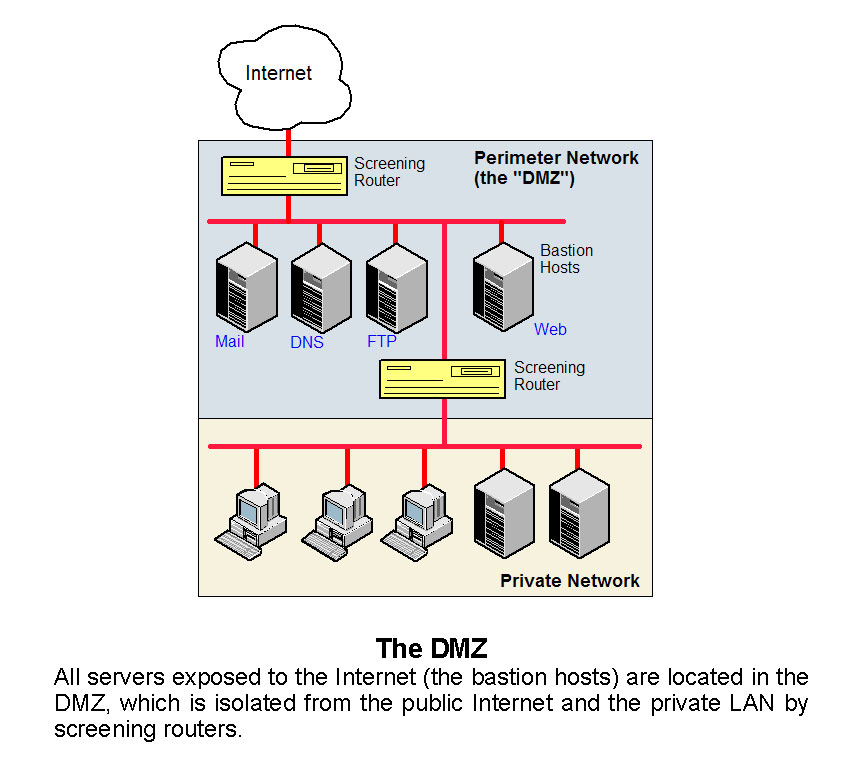 Internet
Screening
Router
Perimeter Network
(the "DMZ")
Bastion
Hosts
Mail
DNS
FTP
Web
Screening
Router
Private Network
The DMZ
All servers exposed to the Internet (the bastion hosts) are located in the
DMZ, which is isolated from the public Internet and the private LAN by
screening routers.